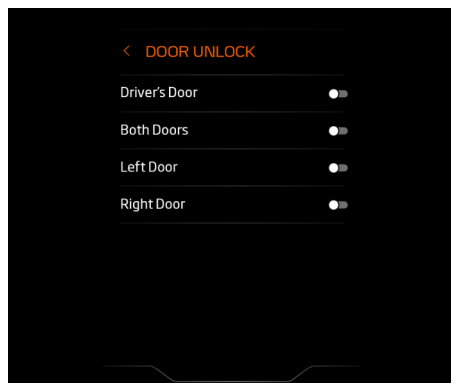 DOOR UNLOCK
Driver's Door
Both Doors
Left Door
Right Door